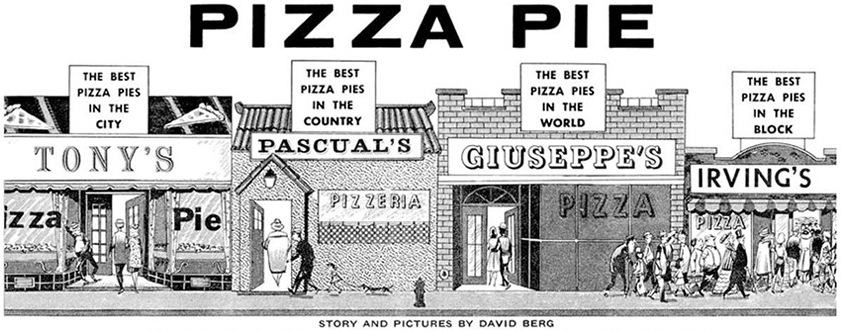 PIZZA PIE
THE BEST
PIZZA PIES
IN THE
CITY
TONY'S
izza
Pie
THE BEST
PIZZA PIES
IN THE
COUNTRY
PASCUAL'S
PIZZERIA
THE BEST
PIZZA PIES
IN THE
WORLD
GIUSEPPE'S
PIZZA
THE BEST
PIZZA PIES
IN THE
BLOCK
IRVING'S
PIZZA
STORY AND PICTURES BY DAVID BERG